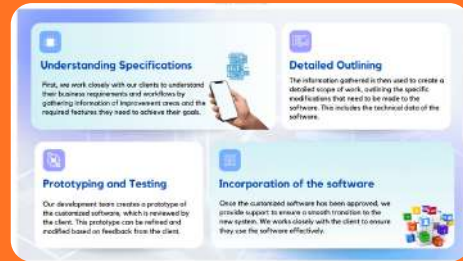 Understanding Specifications
First, we work closely with our clients to understand
their business requirements and workflows by
gathering information of improvement areas and the
required features they need to achieve their goals.
Detailed Outlining
The information gathered is then used to create a
detailed scope of work, outlining the specific
modifications that need to be made to the
software. This includes the technical data of the
software.
Prototyping and Testing
Our development team creates a prototype of
the customized software, which is reviewed by
the client. This prototype can be refined and
modified based on feedback from the client.
Incorporation of the software
Once the customized software has been approved, we
provide support to ensure a smooth transition to the
new system. We works closely with the client to ensure
they use the software effectively.